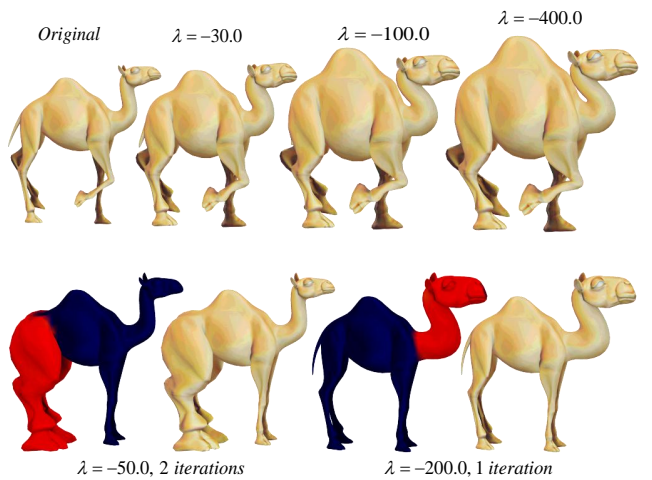 Original
λ = −30.0
λ = −100.0
λ = −400.0
λ = −50.0, 2 iterations
λ = −200.0, 1 iteration